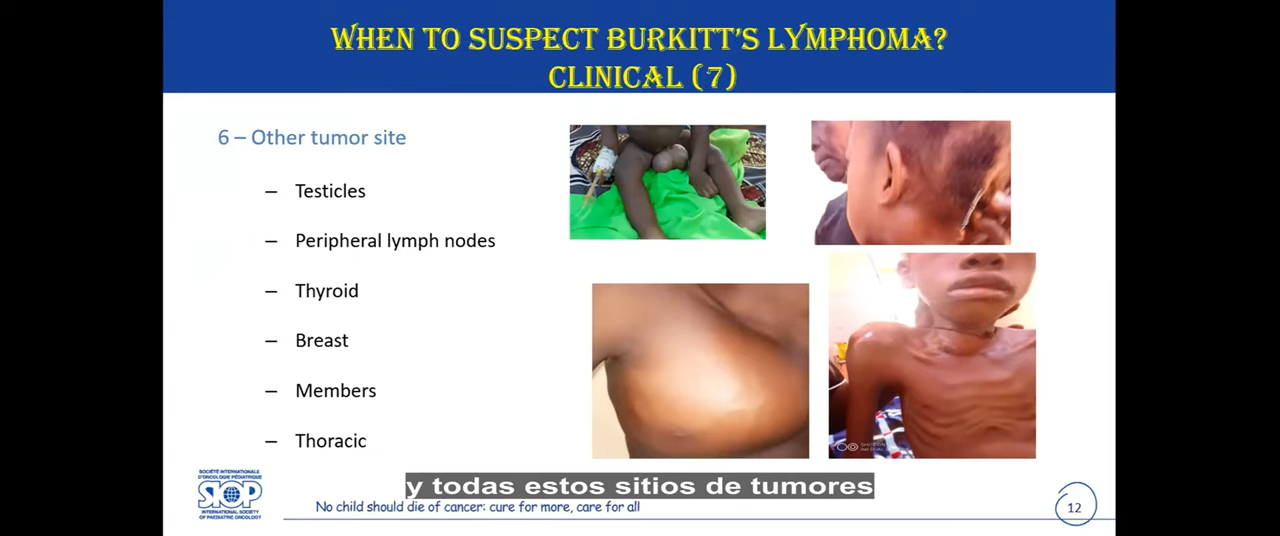 WHEN TO SUSPECT BURKITT'S LYMPHOMA?
CLINICAL (7)
6 – Other tumor site
– Testicles
– Peripheral lymph nodes
– Thyroid
– Breast
– Members
– Thoracic
y todas estos sitios de tumores
SOCIÉTÉ INTERNATIONALE
D'ONCOLOGIE PÉDIATRIQUE
SIOP
INTERNATIONAL SOCIETY
OF PAEDIATRIC ONCOLOGY
No child should die of cancer: cure for more, care for all
12